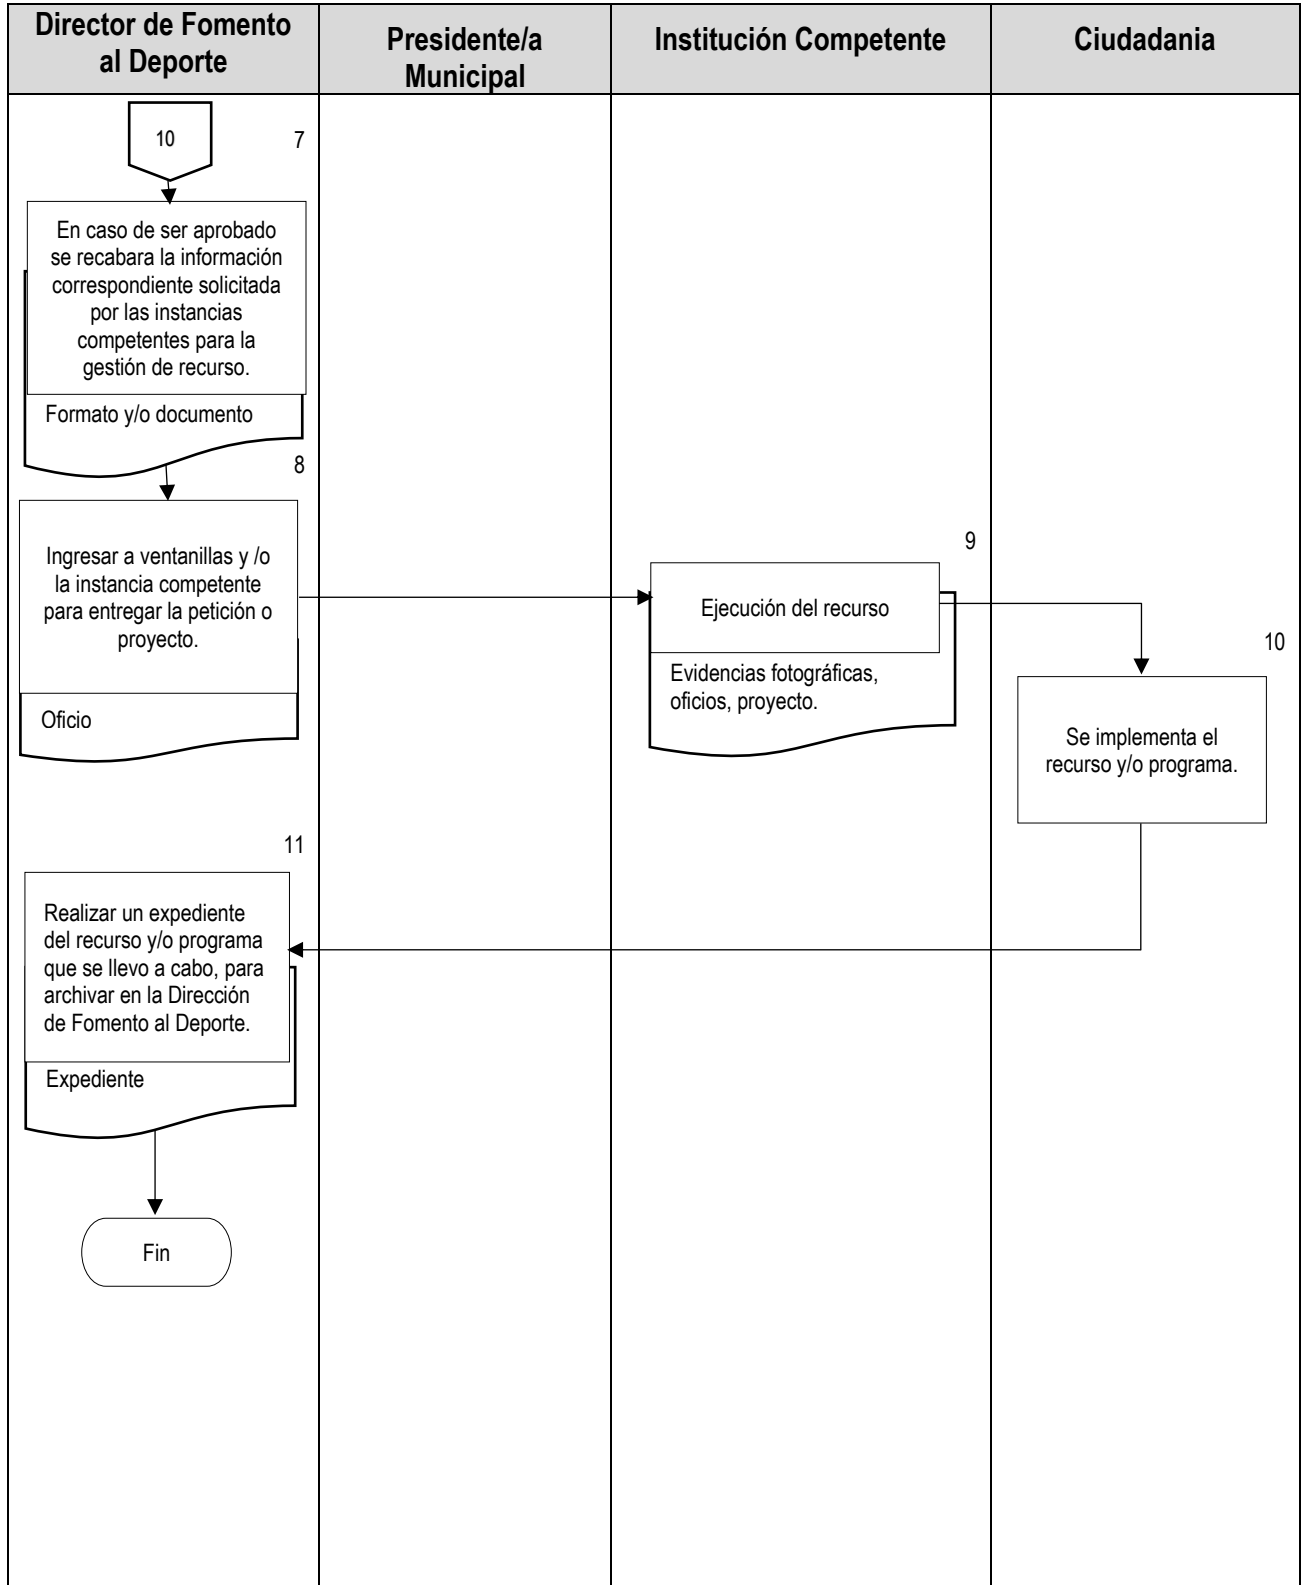 Director de Fomento
al Deporte
Presidente/a
Municipal
Institución Competente
Ciudadania
10
7
En caso de ser aprobado
se recabara la información
correspondiente solicitada
por las instancias
competentes para la
gestión de recurso.
Formato y/o documento
8
Ingresar a ventanillas y /o
la instancia competente
para entregar la petición o
proyecto.
Oficio
9
Ejecución del recurso
Evidencias fotográficas,
oficios, proyecto.
10
Se implementa el
recurso y/o programa.
11
Realizar un expediente
del recurso y/o programa
que se llevo a cabo, para
archivar en la Dirección
de Fomento al Deporte.
Expediente
Fin